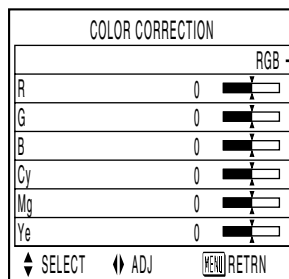 COLOR CORRECTION
RGB -
R 0
G 0
B 0
Cy 0
Mg 0
Ye 0
SELECT ADJ MENU RETRN